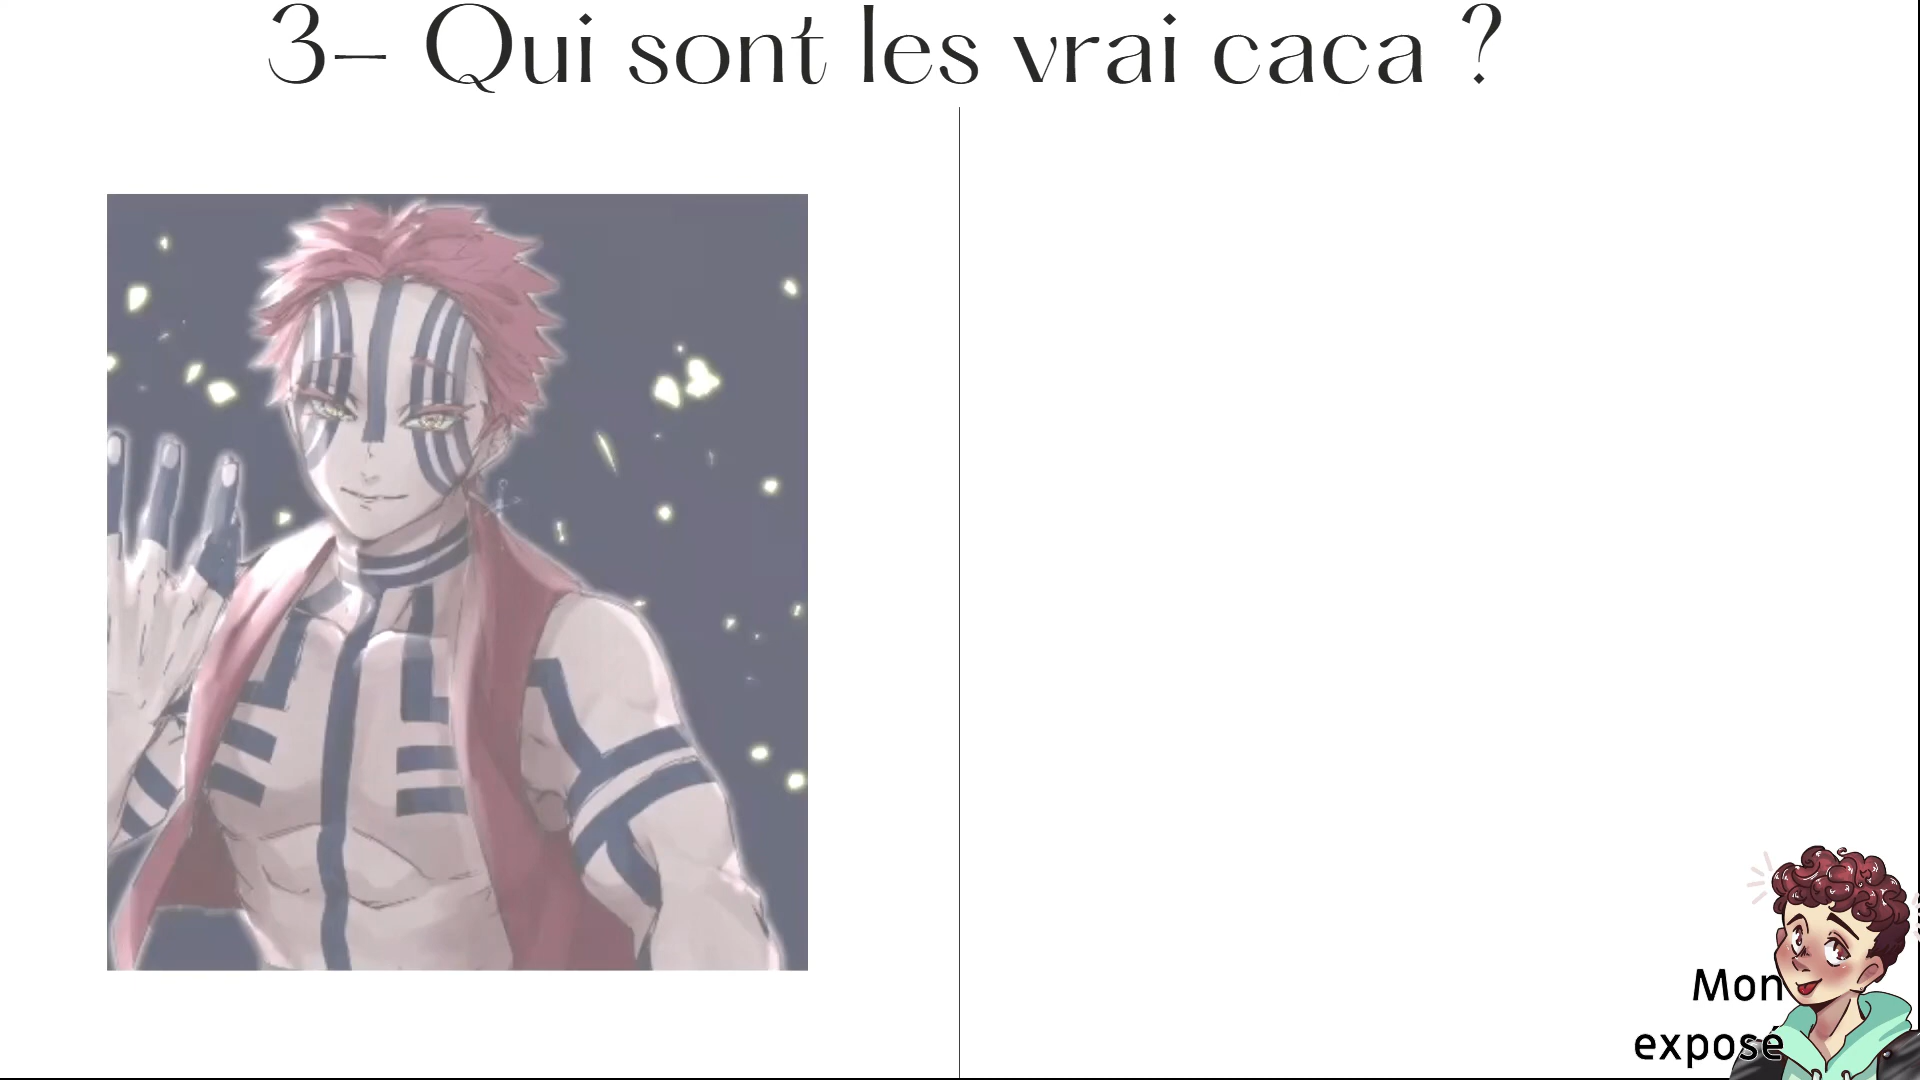 3– Qui sont les vrai caca ?
Mon
exposé